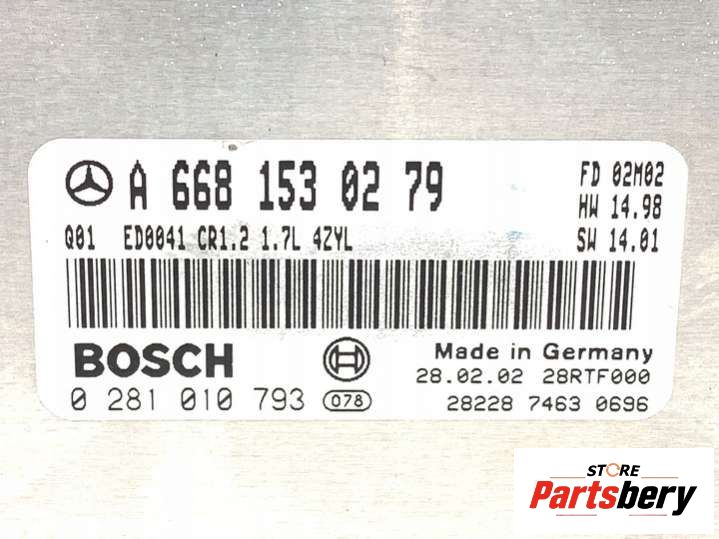 A 668 153 02 79
FD 02M02
HW 14.98
Q01 ED0041 CR1.2 1.7L 4ZYL
SW 14.01
BOSCH
Made in Germany
28.02.02 28RTF000
0 281 010 793 078
28228 7463 0696
STORE
Partsbery